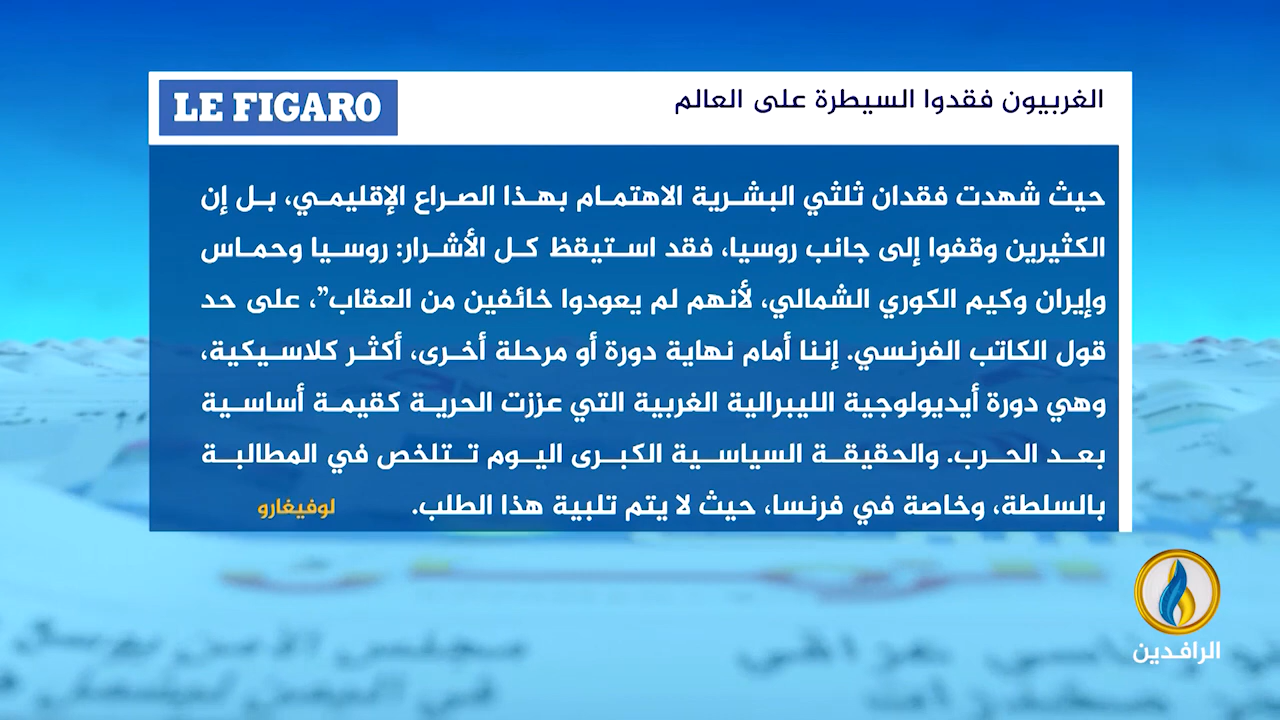 الغربيون فقدوا السيطرة على العالم
LE FIGARO
حيث شهدت فقدان ثلثي البشرية الاهتمام بهذا الصراع الإقليمي، بل إن
الكثيرين وقفوا إلى جانب روسيا، فقد استيقظ كل الأشرار: روسيا وحماس
وإيران وكيم الكوري الشمالي، لأنهم لم يعودوا خائفين من العقاب”، على حد
قول الكاتب الفرنسي. إننا أمام نهاية دورة أو مرحلة أخرى، أكثر كلاسيكية،
وهي دورة أيديولوجية الليبرالية الغربية التي عززت الحرية كقيمة أساسية
بعد الحرب. والحقيقة السياسية الكبرى اليوم تتلخص في المطالبة
بالسلطة، وخاصة في فرنسا، حيث لا يتم تلبية هذا الطلب.
لوفيغارو
الرافدين
مجلس الأمن